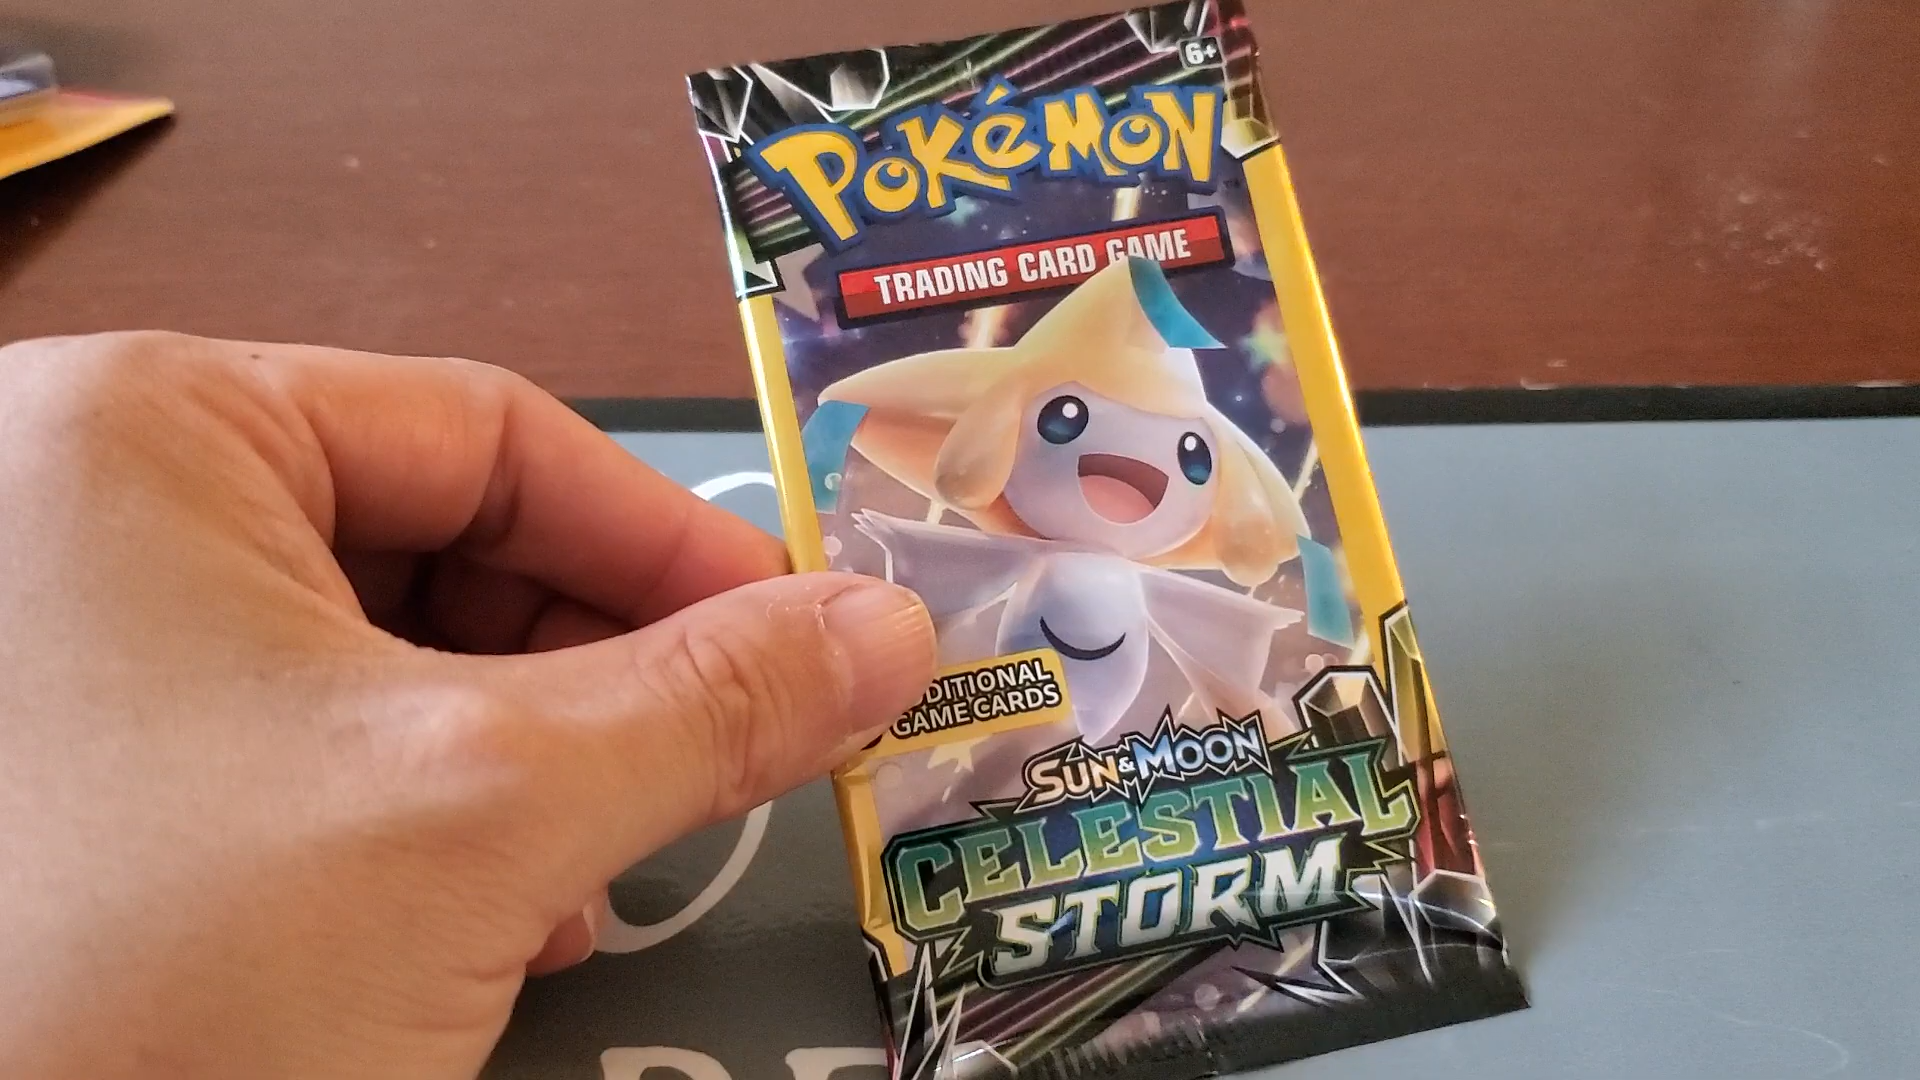 6+
POKéMON
TRADING CARD GAME
DITIONAL
GAME CARDS
SUN & MOON
CELESTIAL
STORM